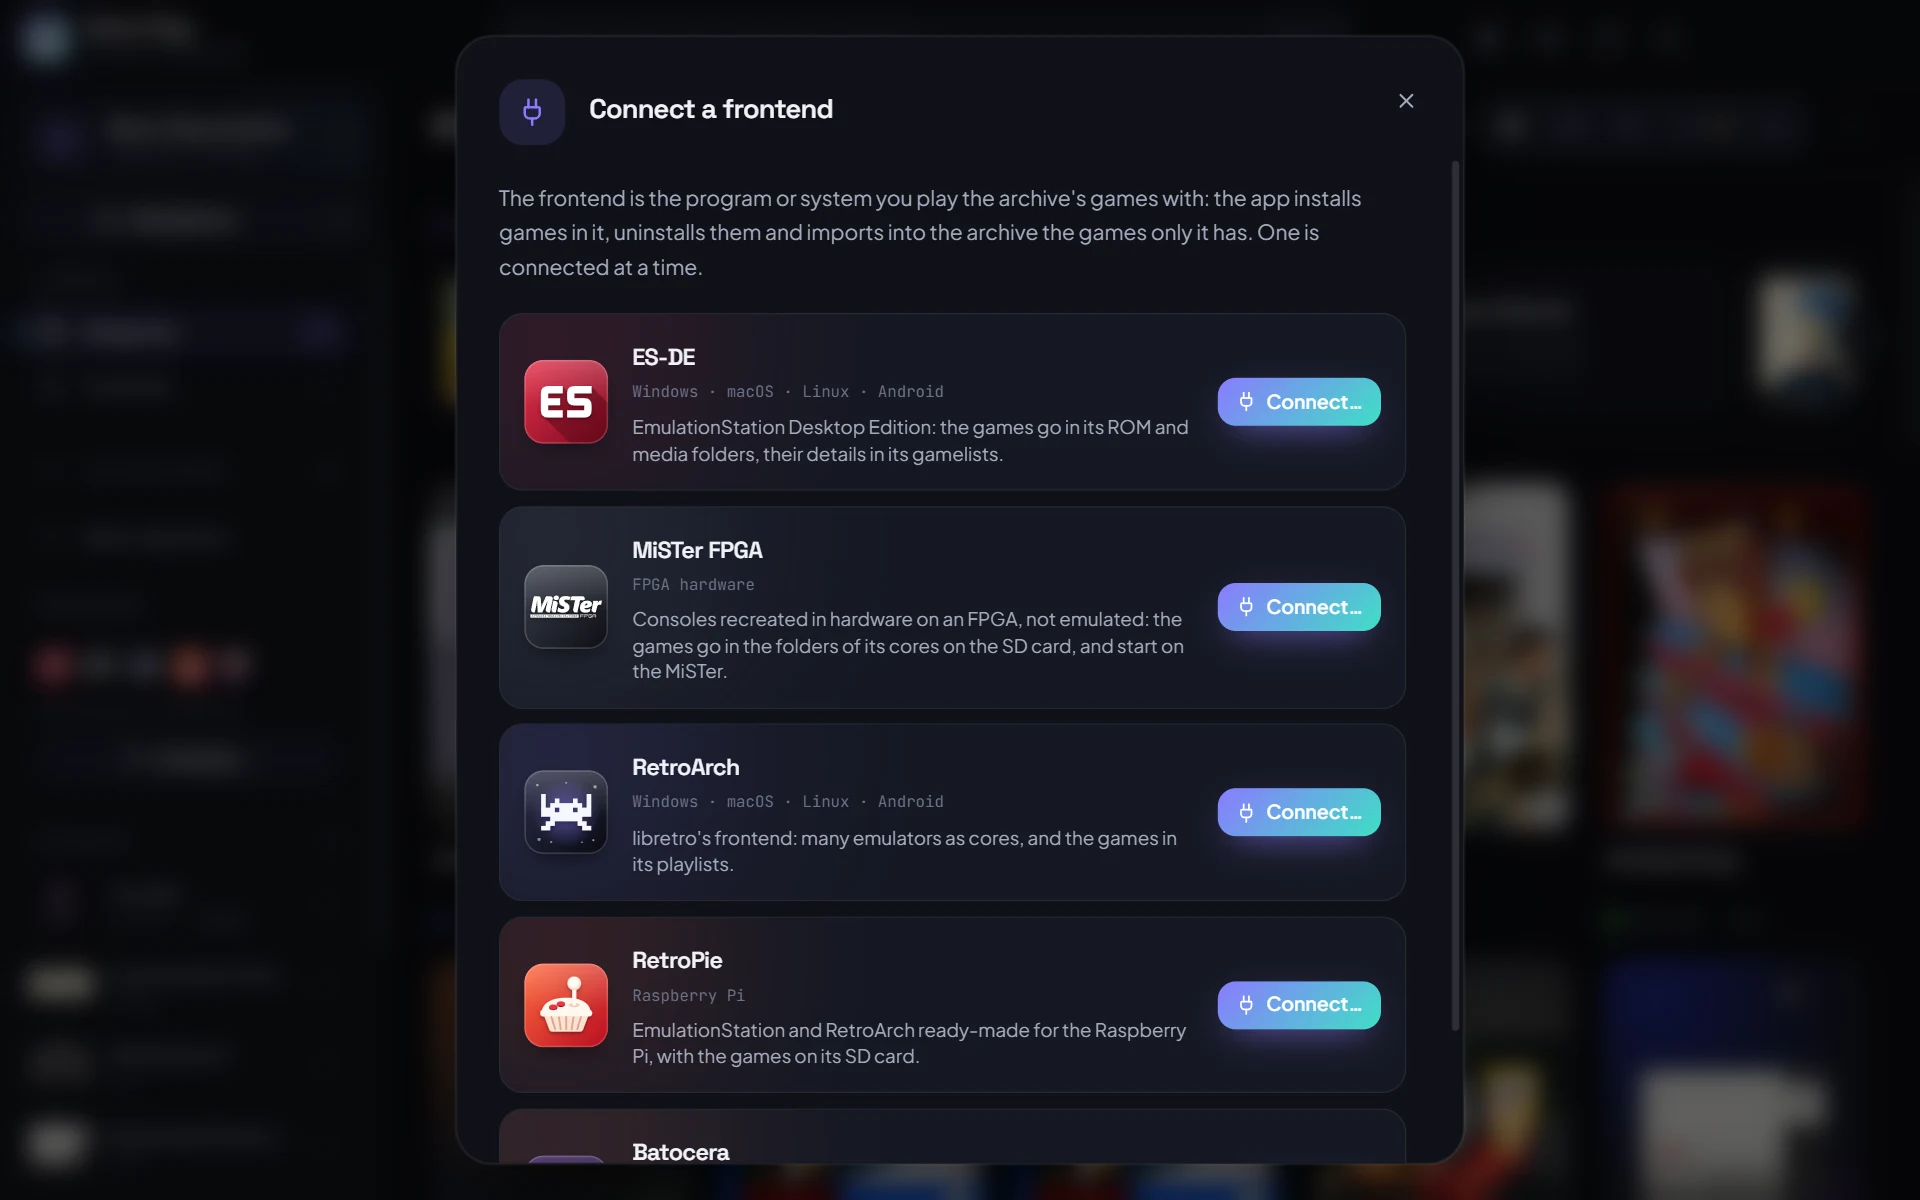 Connect a frontend
The frontend is the program or system you play the archive's games with: the app installs
games in it, uninstalls them and imports into the archive the games only it has. One is
connected at a time.
ES
ES-DE
Windows · macOS · Linux · Android
EmulationStation Desktop Edition: the games go in its ROM and
media folders, their details in its gamelists.
Connect...
MiSTer
FPGA
MiSTer FPGA
FPGA hardware
Consoles recreated in hardware on an FPGA, not emulated: the
games go in the folders of its cores on the SD card, and start on
the MiSTer.
Connect...
RetroArch
Windows · macOS · Linux · Android
libretro's frontend: many emulators as cores, and the games in
its playlists.
Connect...
RetroPie
Raspberry Pi
EmulationStation and RetroArch ready-made for the Raspberry
Pi, with the games on its SD card.
Connect...
Batocera